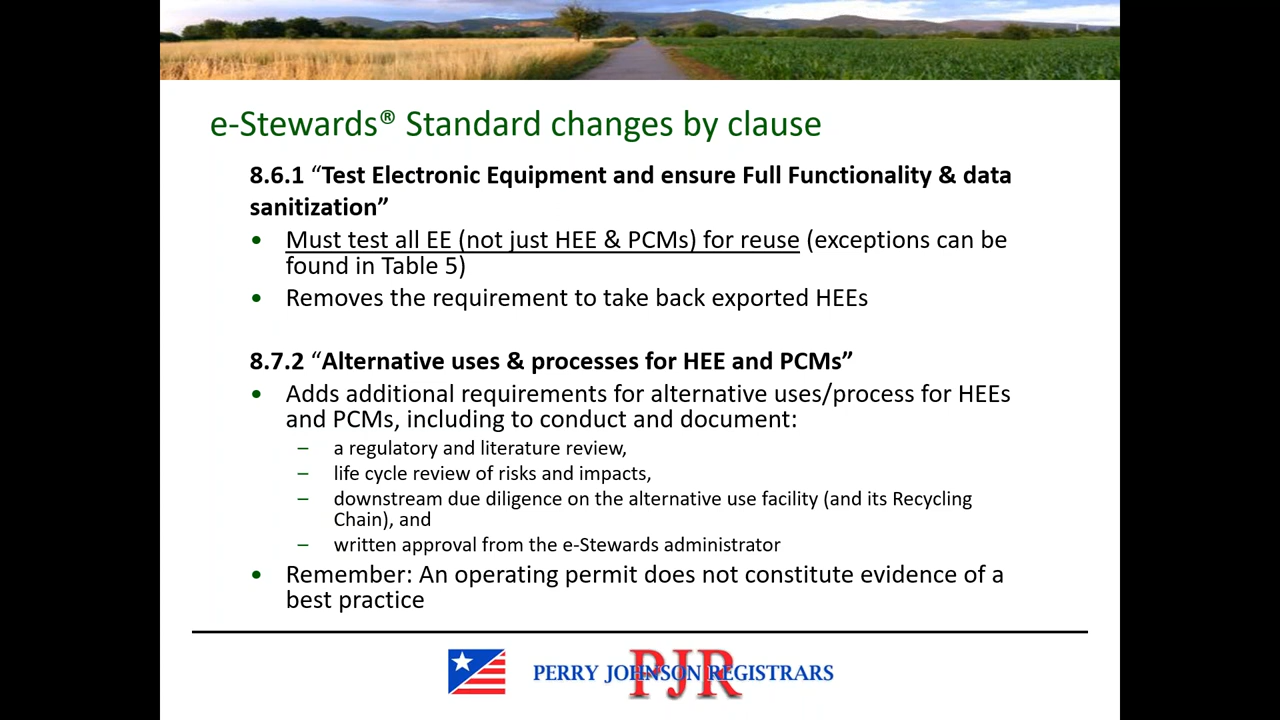 e-Stewards® Standard changes by clause
8.6.1 “Test Electronic Equipment and ensure Full Functionality & data
sanitization”
• Must test all EE (not just HEE & PCMs) for reuse (exceptions can be
found in Table 5)
• Removes the requirement to take back exported HEEs
8.7.2 “Alternative uses & processes for HEE and PCMs”
• Adds additional requirements for alternative uses/process for HEEs
and PCMs, including to conduct and document:
– a regulatory and literature review,
– life cycle review of risks and impacts,
– downstream due diligence on the alternative use facility (and its Recycling
Chain), and
– written approval from the e-Stewards administrator
• Remember: An operating permit does not constitute evidence of a
best practice
PJR
PERRY JOHNSON REGISTRARS